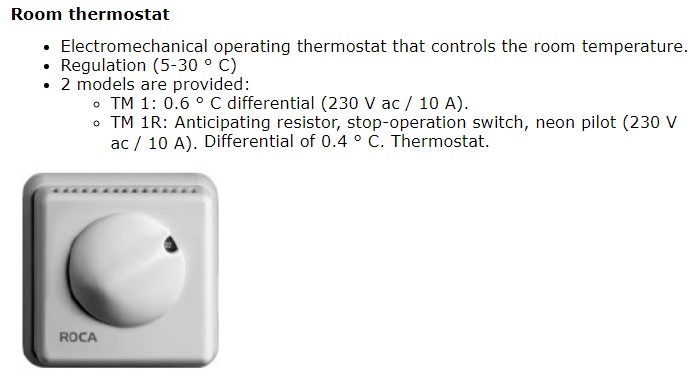 Room thermostat
• Electromechanical operating thermostat that controls the room temperature.
• Regulation (5-30 ° C)
• 2 models are provided:
◦ TM 1: 0.6 ° C differential (230 V ac / 10 A).
◦ TM 1R: Anticipating resistor, stop-operation switch, neon pilot (230 V
ac / 10 A). Differential of 0.4 ° C. Thermostat.
ROCA